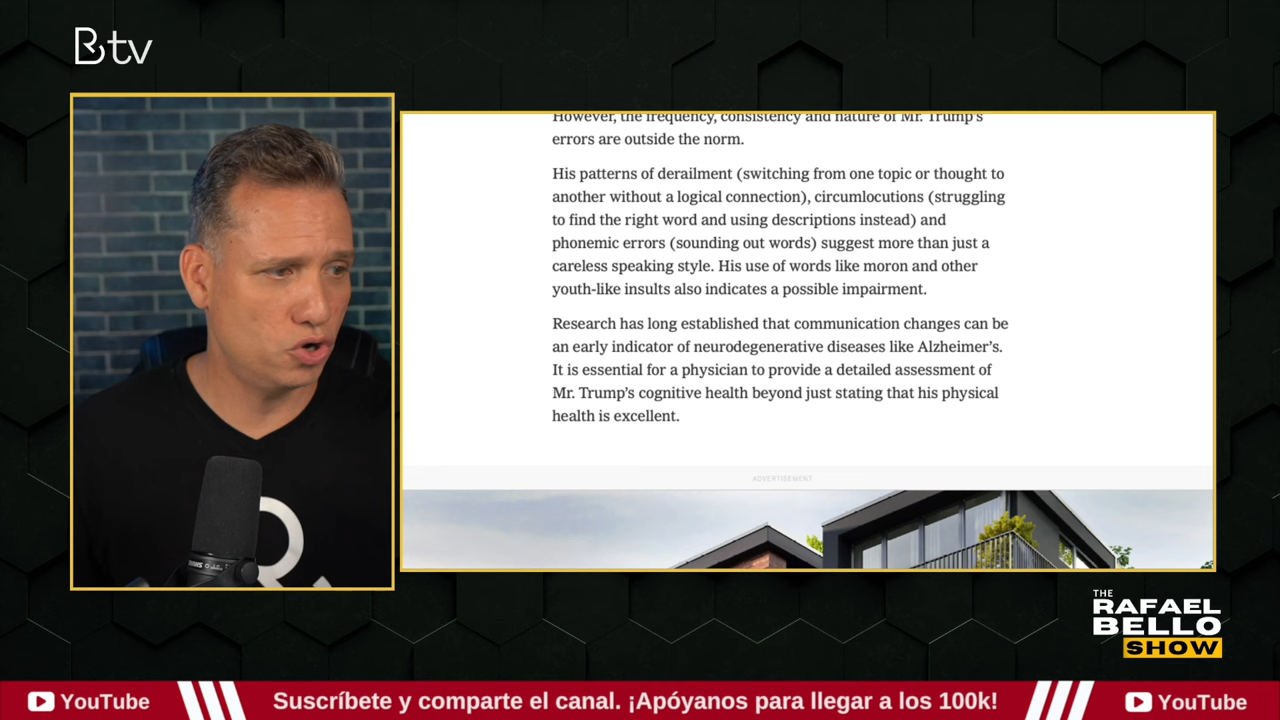 Btv
However, the frequency, consistency and nature of Mr. Trump's
errors are outside the norm.
His patterns of derailment (switching from one topic or thought to
another without a logical connection), circumlocutions (struggling
to find the right word and using descriptions instead) and
phonemic errors (sounding out words) suggest more than just a
careless speaking style. His use of words like moron and other
youth-like insults also indicates a possible impairment.
Research has long established that communication changes can be
an early indicator of neurodegenerative diseases like Alzheimer's.
It is essential for a physician to provide a detailed assessment of
Mr. Trump's cognitive health beyond just stating that his physical
health is excellent.
ADVERTISEMENT
THE
RAFAEL
BELLO
SHOW
YouTube
Suscríbete y comparte el canal. ¡Apóyanos para llegar a los 100k!
YouTube